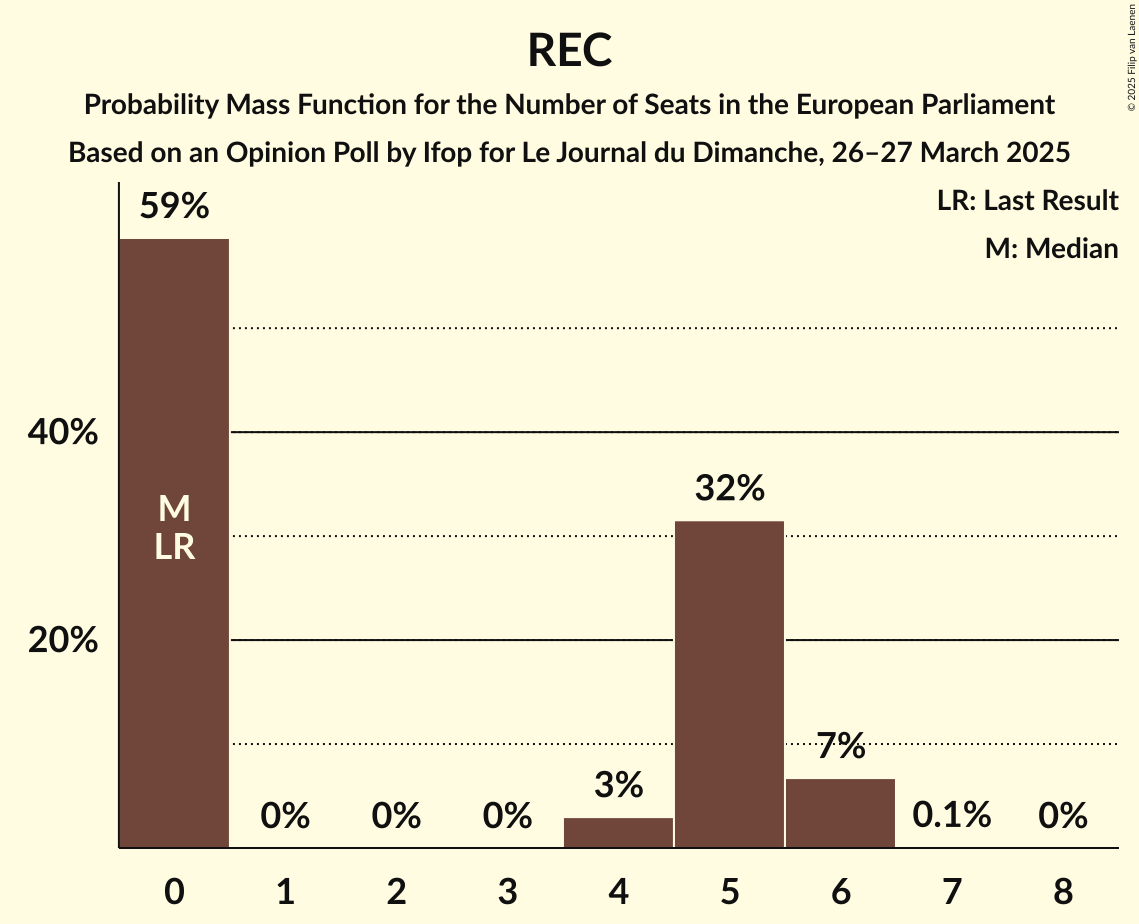 REC
Probability Mass Function for the Number of Seats in the European Parliament
Based on an Opinion Poll by Ifop for Le Journal du Dimanche, 26–27 March 2025
© 2025 Filip van Laenen
LR: Last Result
M: Median
59%
40%
20%
M
LR
0%
0%
0%
3%
32%
7%
0.1%
0%
0
1
2
3
4
5
6
7
8